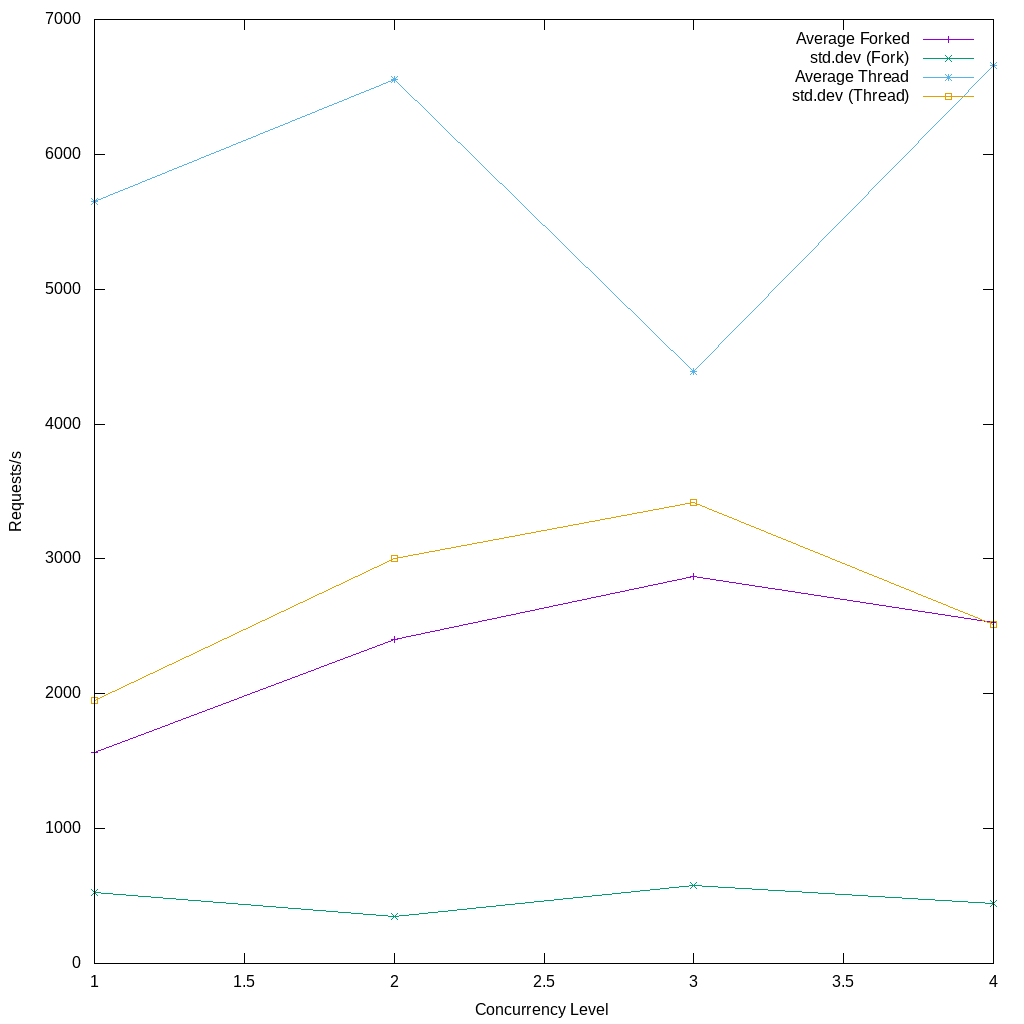 7000
6000
5000
4000
3000
2000
1000
0
Requests/s
Average Forked
std.dev (Fork)
Average Thread
std.dev (Thread)
1 1.5 2 2.5 3 3.5 4
Concurrency Level